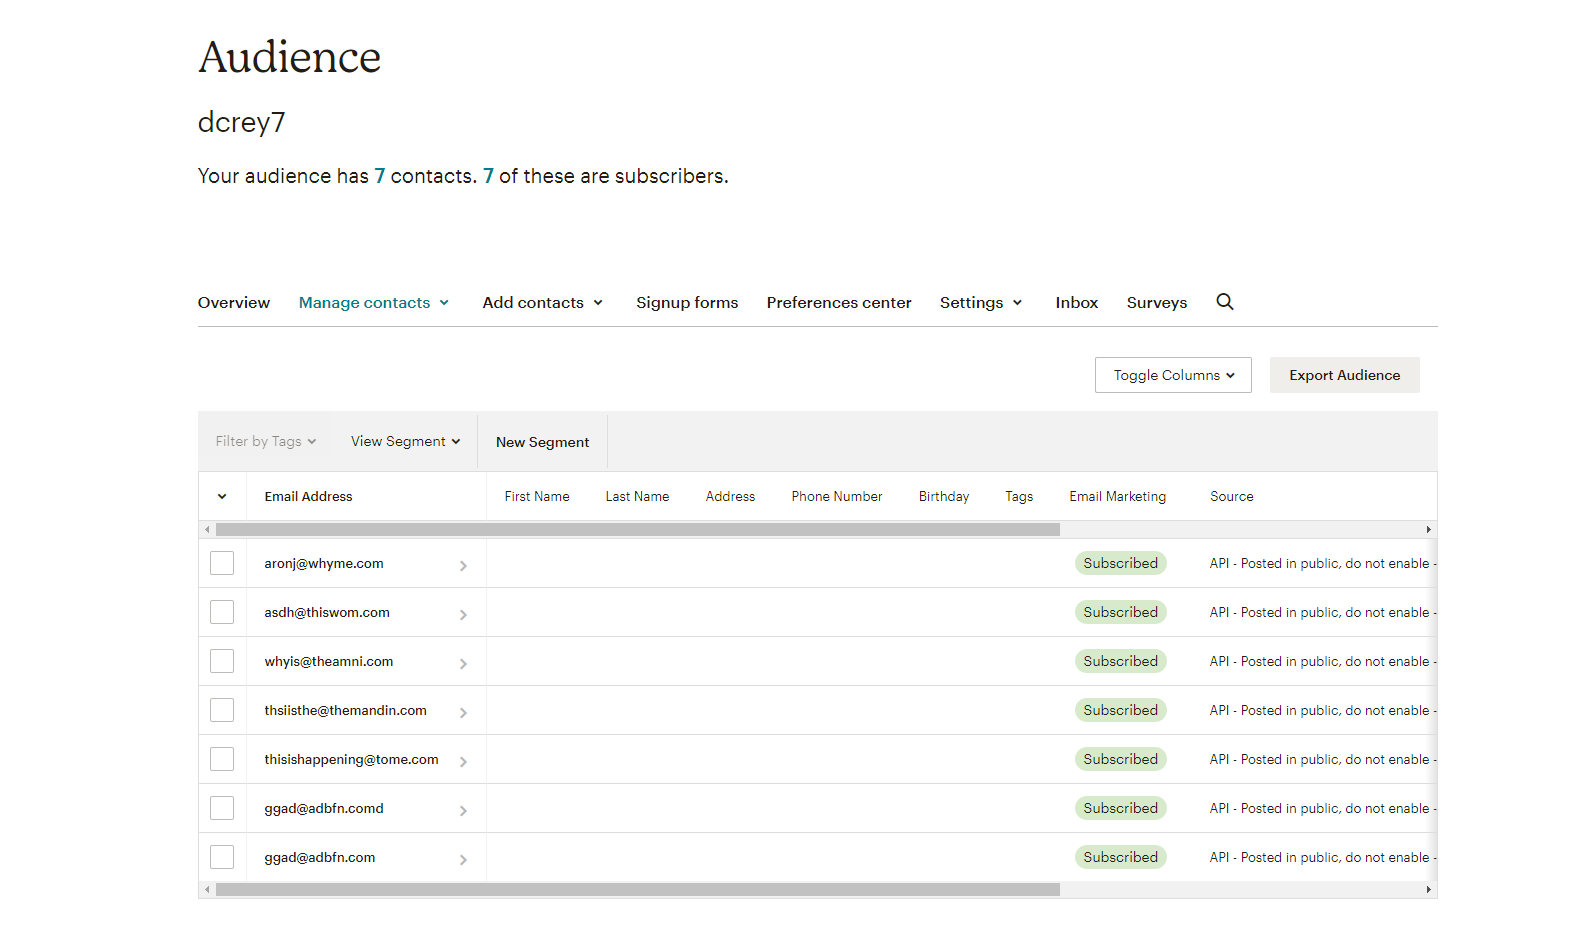 Audience
dcrey7
Your audience has 7 contacts. 7 of these are subscribers.
Overview Manage contacts Add contacts Signup forms Preferences center Settings Inbox Surveys
Toggle Columns Export Audience
Filter by Tags View Segment New Segment
Email Address First Name Last Name Address Phone Number Birthday Tags Email Marketing Source
aronj@whyme.com Subscribed API - Posted in public, do not enable -
asdh@thiswom.com Subscribed API - Posted in public, do not enable -
whyis@theamni.com Subscribed API - Posted in public, do not enable -
thsiisthe@themandin.com Subscribed API - Posted in public, do not enable -
thisishappening@tome.com Subscribed API - Posted in public, do not enable -
ggad@adbfn.comd Subscribed API - Posted in public, do not enable -
ggad@adbfn.com Subscribed API - Posted in public, do not enable -